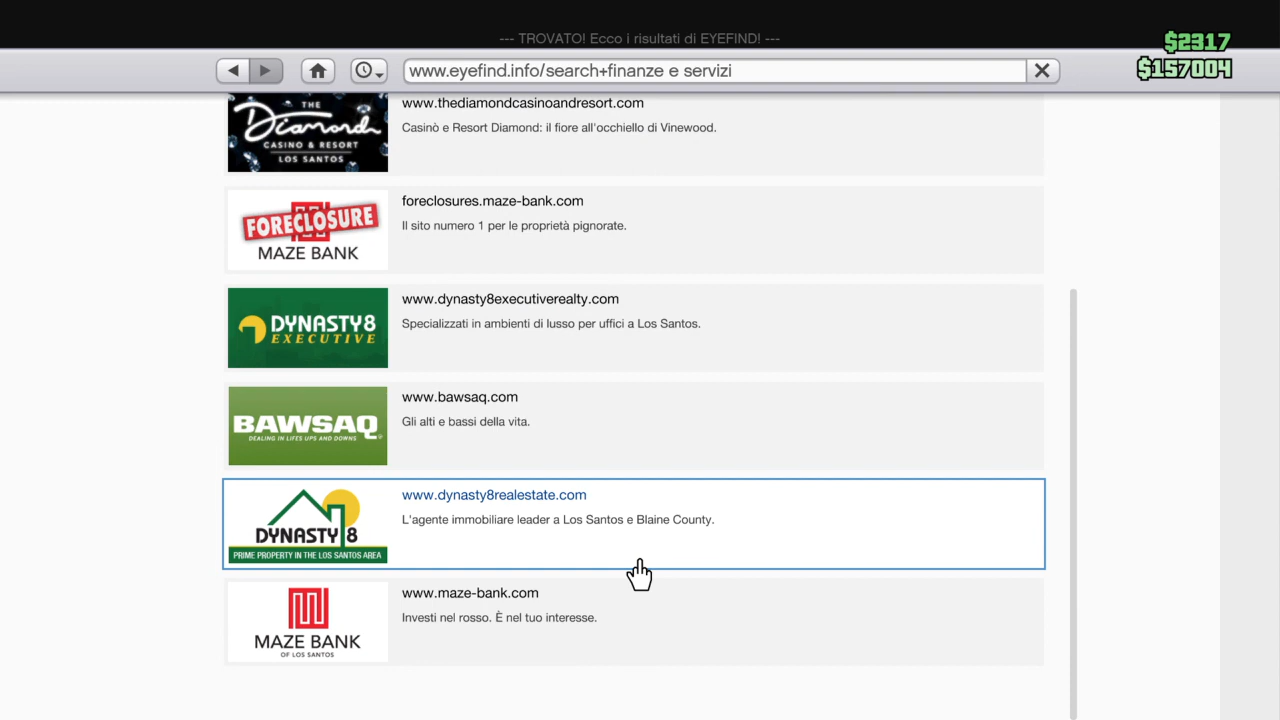 --- TROVATO! Ecco i risultati di EYEFIND! ---
$2317
$157004
www.eyefind.info/search+finanze e servizi
THE
Diamond
CASINO & RESORT
LOS SANTOS
www.thediamondcasinoandresort.com
Casinò e Resort Diamond: il fiore all'occhiello di Vinewood.
FORECLOSURE
MAZE BANK
foreclosures.maze-bank.com
Il sito numero 1 per le proprietà pignorate.
DYNASTY8
EXECUTIVE
www.dynasty8executiverealty.com
Specializzati in ambienti di lusso per uffici a Los Santos.
BAWSAQ
DEALING IN LIFES UPS AND DOWNS
www.bawsaq.com
Gli alti e bassi della vita.
DYNASTY 8
PRIME PROPERTY IN THE LOS SANTOS AREA
www.dynasty8realestate.com
L'agente immobiliare leader a Los Santos e Blaine County.
MAZE BANK
OF LOS SANTOS
www.maze-bank.com
Investi nel rosso. È nel tuo interesse.